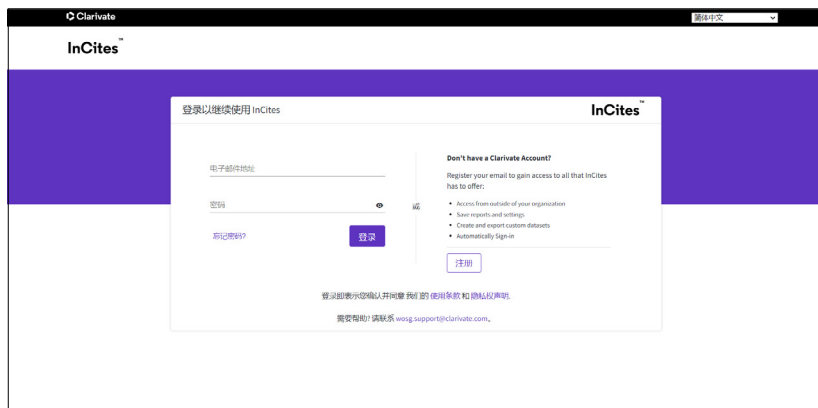 Clarivate
简体中文
InCites™
登录以继续使用 InCites
InCites™
电子邮件地址
密码
忘记密码?
登录
或
Don't have a Clarivate Account?
Register your email to gain access to all that InCites
has to offer:
• Access from outside of your organization
• Save reports and settings
• Create and export custom datasets
• Automatically Sign-in
注册
登录即表示您确认并同意我们的 使用条款 和 隐私权声明.
需要帮助? 请联系 wosg.support@clarivate.com。